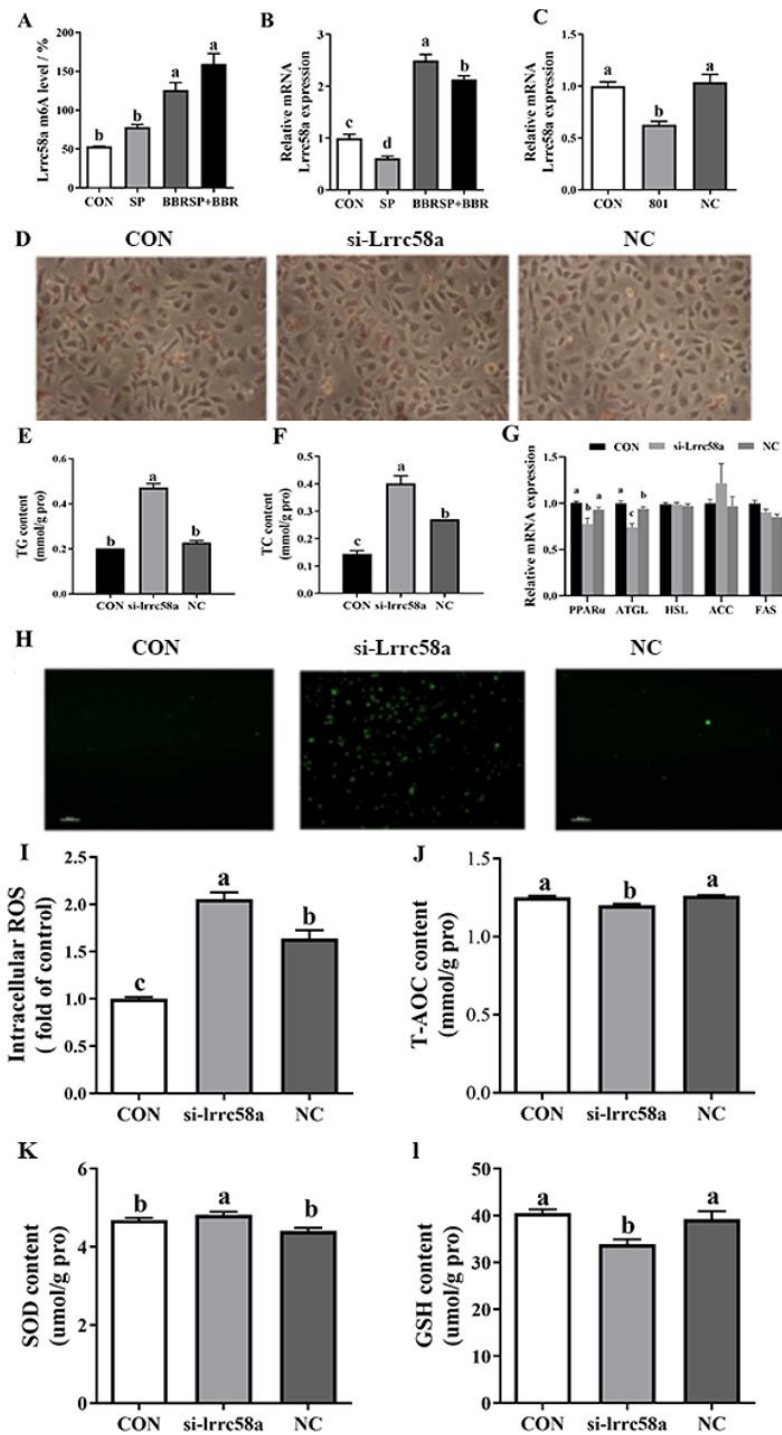 A
Lrrc58a m6A level / %
200
150
100
50
0
b
b
a
a
CON SP BBR SP+BBR
B
Relative mRNA
Lrrc58a expression
3
2
1
0
c
d
a
b
CON SP BBR SP+BBR
C
Relative mRNA
Lrrc58a expression
1.5
1.0
0.5
0.0
a
b
a
CON 801 NC
D
CON si-Lrrc58a NC
E
TG content
(mmol/g pro)
0.6
0.4
0.2
0.0
b
a
b
CON si-lrrc58a NC
F
TC content
(mmol/g pro)
0.6
0.4
0.2
0.0
c
a
b
CON si-lrrc58a NC
G
CON si-Lrrc58a NC
Relative mRNA expression
1.5
1.0
0.5
0.0
a b a
a c b
PPARα ATGL HSL ACC FAS
H
CON si-Lrrc58a NC
I
Intracellular ROS
( fold of control)
2.5
2.0
1.5
1.0
0.5
0.0
c
a
b
CON si-lrrc58a NC
J
T-AOC content
(mmol/g pro)
1.5
1.0
0.5
0.0
a
b
a
CON si-lrrc58a NC
K
SOD content
(umol/g pro)
6
4
2
0
b
a
b
CON si-lrrc58a NC
l
GSH content
(umol/g pro)
50
40
30
20
10
0
a
b
a
CON si-lrrc58a NC